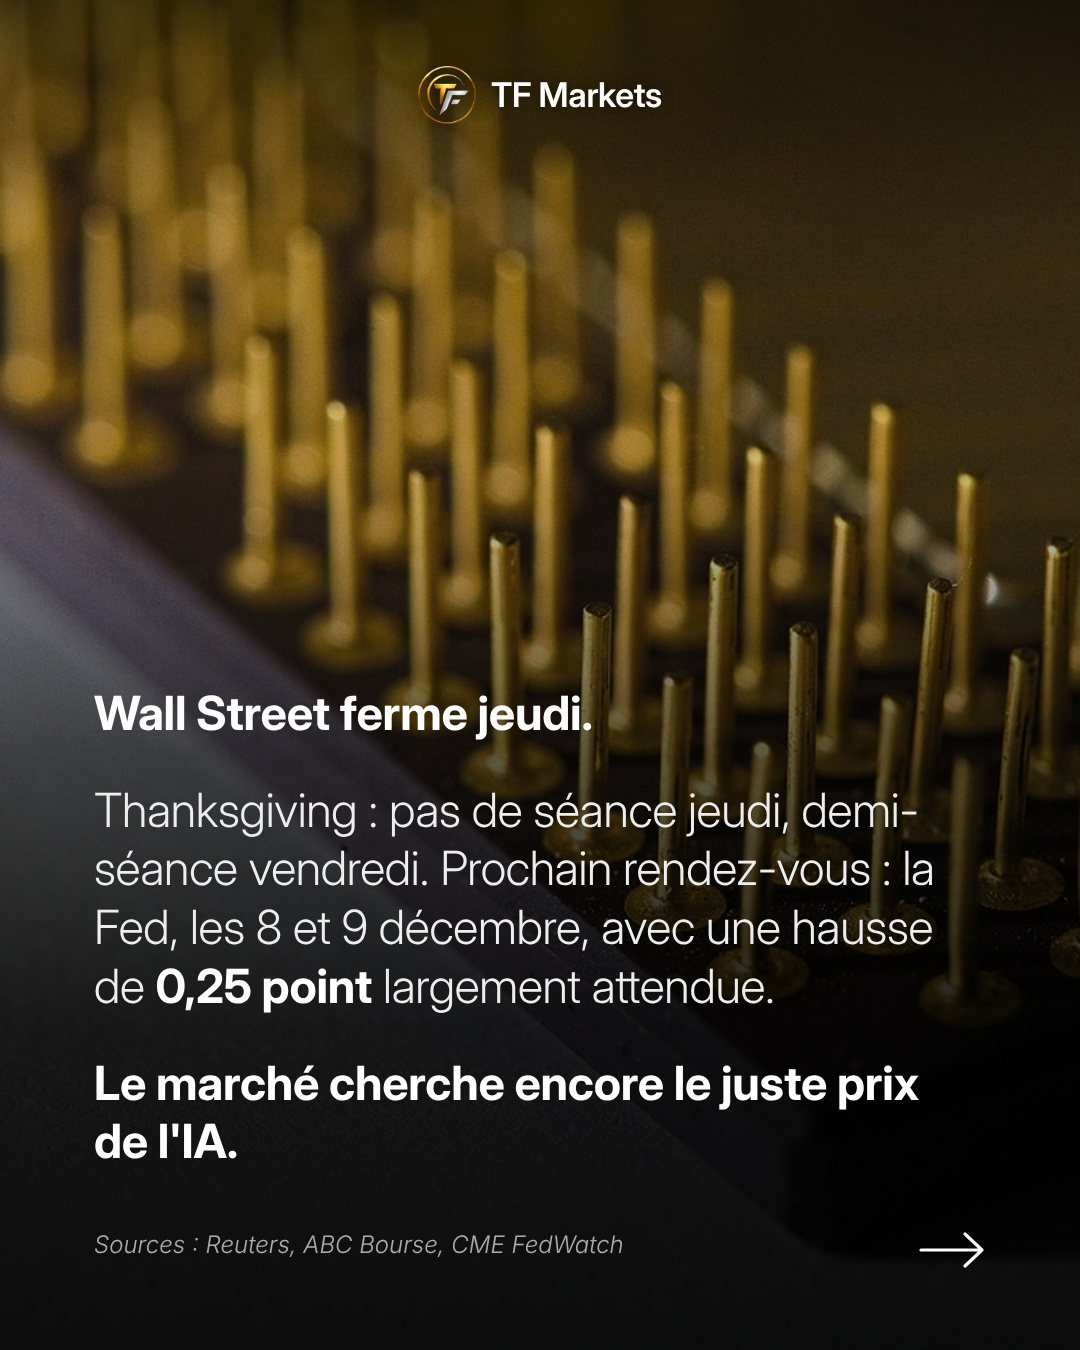 TF Markets
Wall Street ferme jeudi.
Thanksgiving : pas de séance jeudi, demi-
séance vendredi. Prochain rendez-vous : la
Fed, les 8 et 9 décembre, avec une hausse
de 0,25 point largement attendue.
Le marché cherche encore le juste prix
de l'IA.
Sources : Reuters, ABC Bourse, CME FedWatch